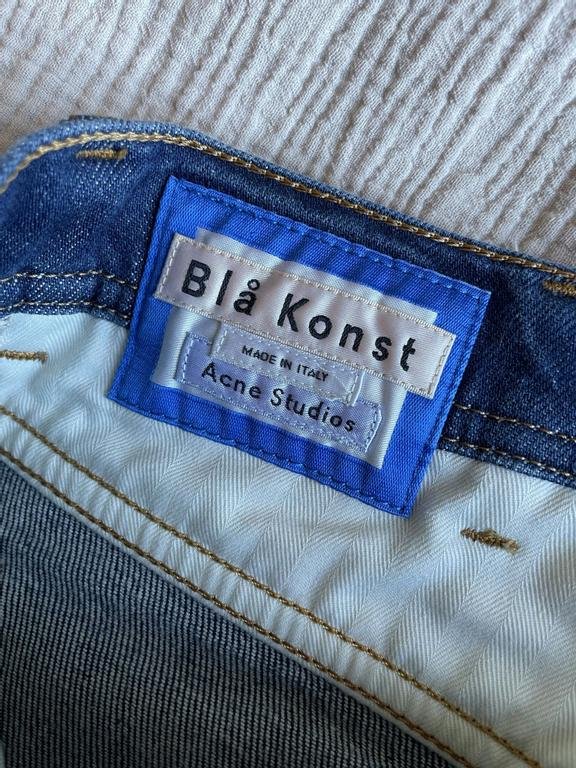 Blå Konst
MADE IN ITALY
Acne Studios